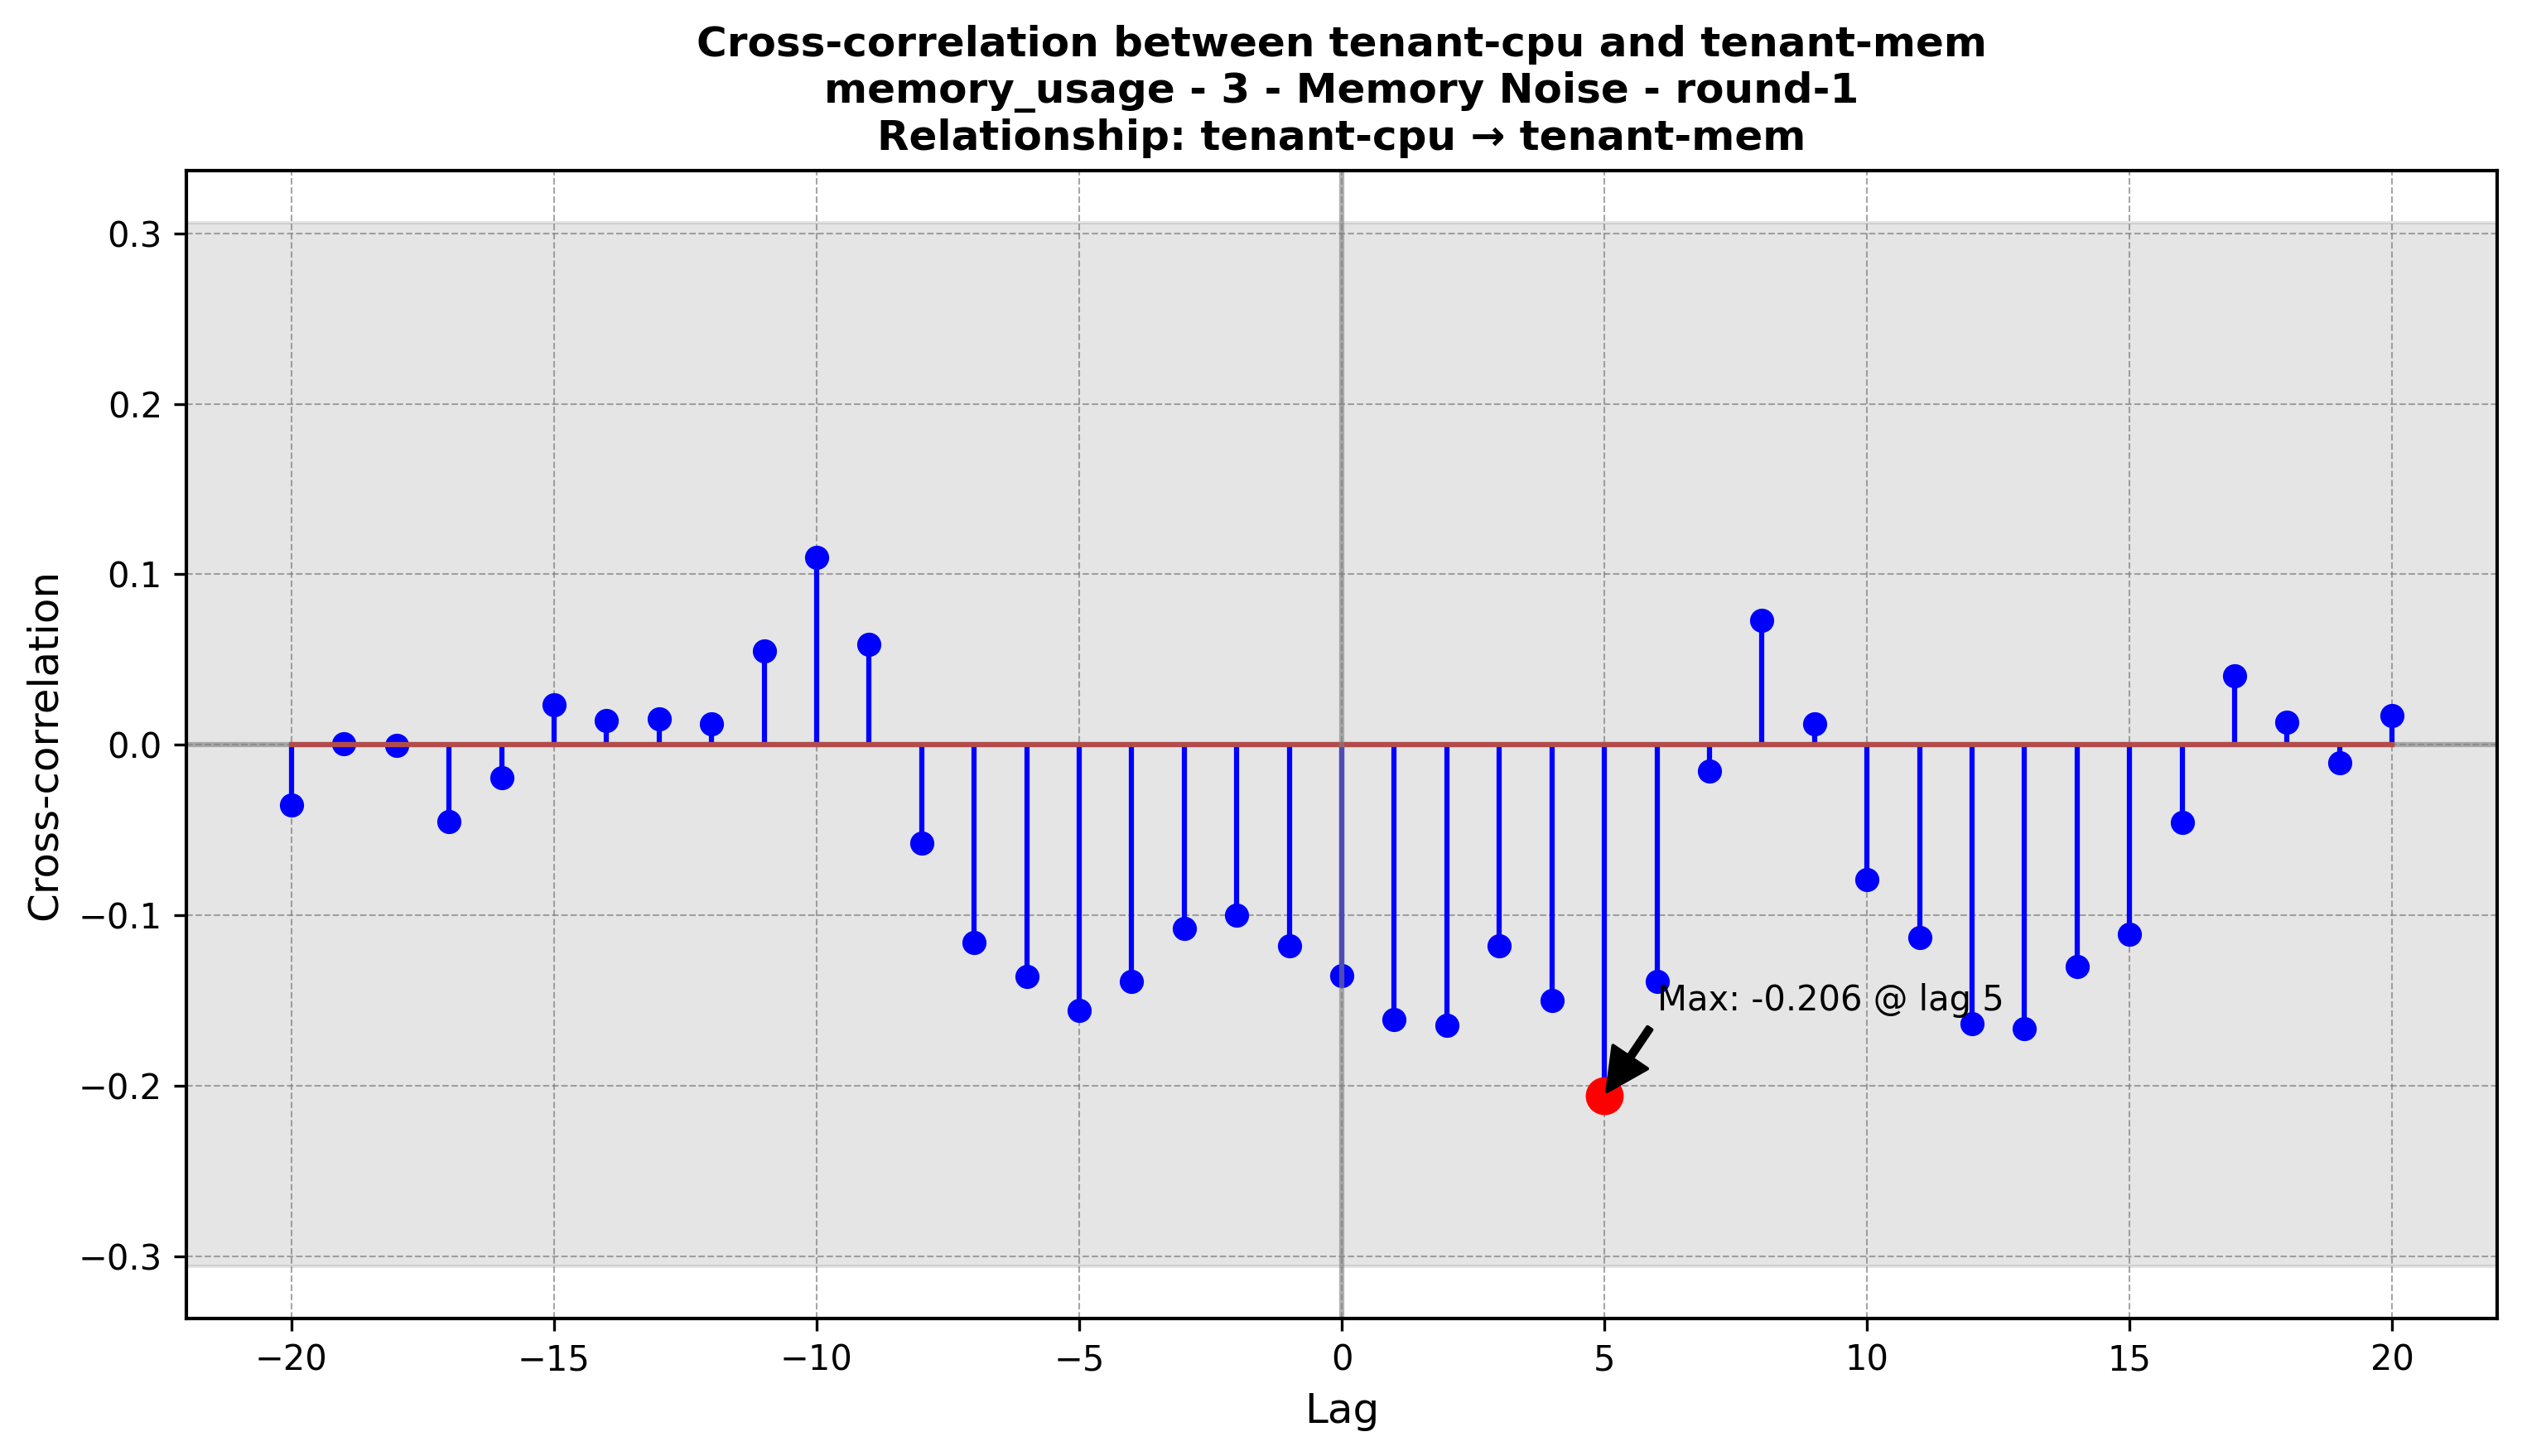 Cross-correlation between tenant-cpu and tenant-mem
memory_usage - 3 - Memory Noise - round-1
Relationship: tenant-cpu → tenant-mem
Cross-correlation
0.3
0.2
0.1
0.0
−0.1
−0.2
−0.3
Max: -0.206 @ lag 5
−20 −15 −10 −5 0 5 10 15 20
Lag